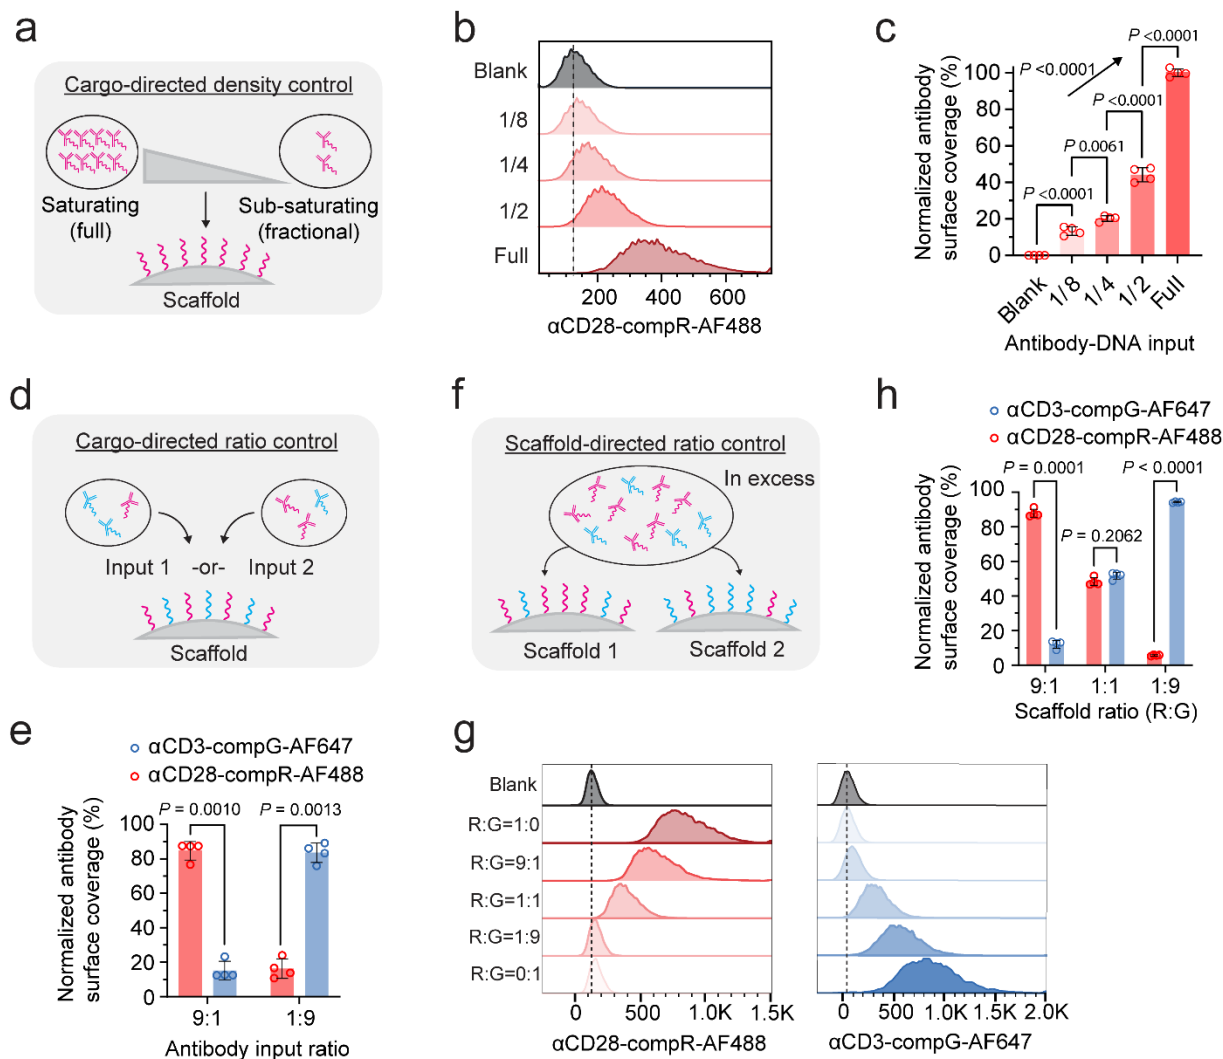 a
Cargo-directed density control
Saturating
(full)
Sub-saturating
(fractional)
Scaffold
b
Blank
1/8
1/4
1/2
Full
200 400 600
αCD28-compR-AF488
c
Normalized antibody
surface coverage (%)
100
80
60
40
20
0
P <0.0001
P <0.0001
P 0.0061
P <0.0001
P <0.0001
Blank 1/8 1/4 1/2 Full
Antibody-DNA input
d
Cargo-directed ratio control
Input 1 -or- Input 2
Scaffold
e
αCD3-compG-AF647
αCD28-compR-AF488
P = 0.0010 P = 0.0013
Normalized antibody
surface coverage (%)
100
80
60
40
20
0
9:1 1:9
Antibody input ratio
f
Scaffold-directed ratio control
In excess
Scaffold 1 Scaffold 2
g
Blank
R:G=1:0
R:G=9:1
R:G=1:1
R:G=1:9
R:G=0:1
0 500 1.0K 1.5K
αCD28-compR-AF488
0 500 1.0K 1.5K 2.0K
αCD3-compG-AF647
h
αCD3-compG-AF647
αCD28-compR-AF488
P = 0.0001 P < 0.0001
P = 0.2062
Normalized antibody
surface coverage (%)
100
80
60
40
20
0
9:1 1:1 1:9
Scaffold ratio (R:G)